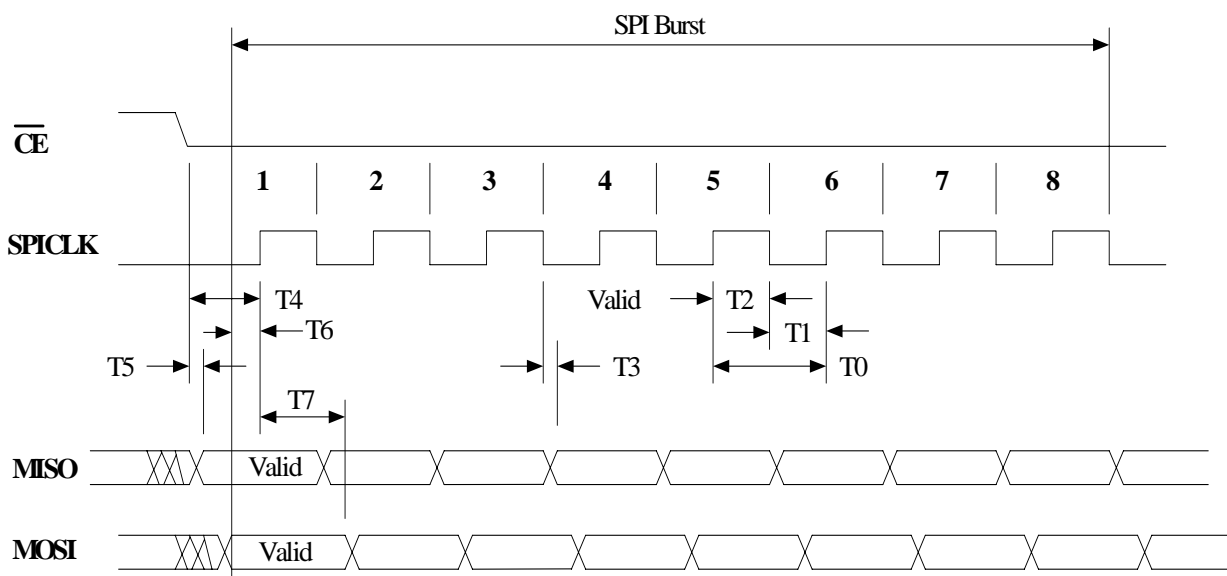 SPI Burst
CE
1 2 3 4 5 6 7 8
SPICLK
T4 Valid T2
T6 T1
T5 T3 T0
T7
MISO Valid
MOSI Valid